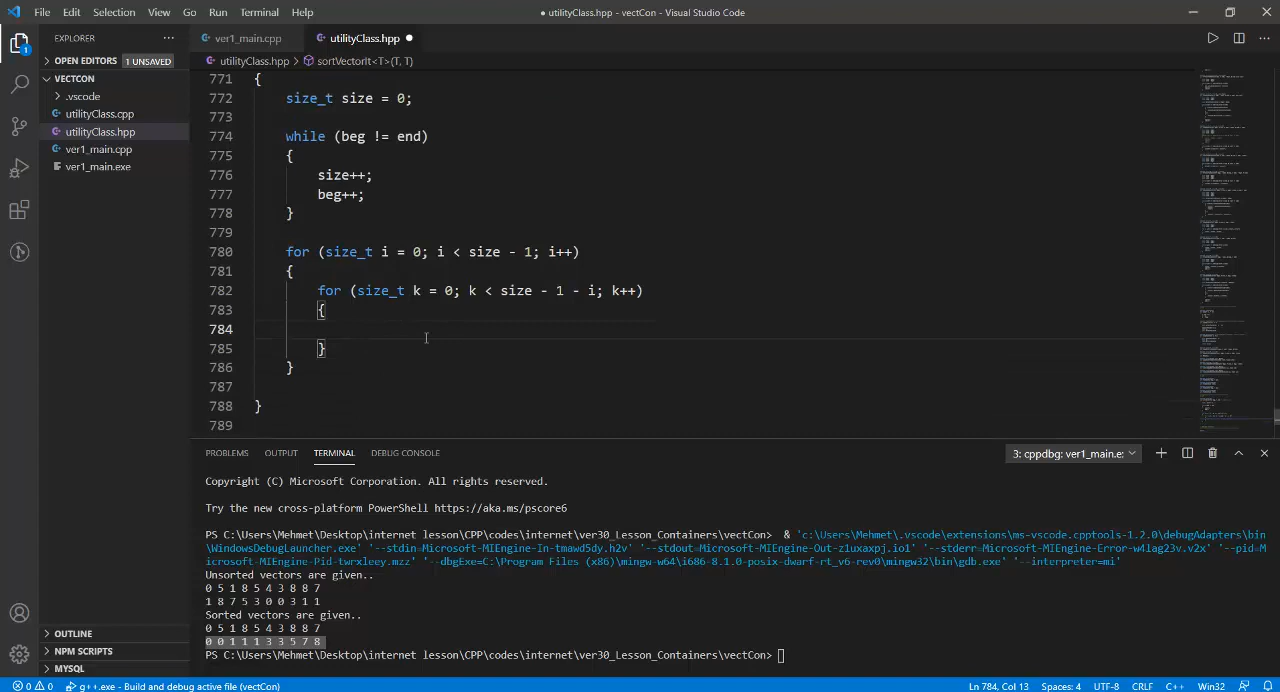 File Edit Selection View Go Run Terminal Help
● utilityClass.hpp - vectCon - Visual Studio Code
EXPLORER
OPEN EDITORS 1 UNSAVED
VECTCON
.vscode
utilityClass.cpp
utilityClass.hpp
ver1_main.cpp
ver1_main.exe
OUTLINE
NPM SCRIPTS
MYSQL
ver1_main.cpp utilityClass.hpp ●
utilityClass.hpp > sortVectorIt<T>(T, T)
771 {
772 size_t size = 0;
773
774 while (beg != end)
775 {
776 size++;
777 beg++;
778 }
779
780 for (size_t i = 0; i < size - 1; i++)
781 {
782 for (size_t k = 0; k < size - 1 - i; k++)
783 {
784
785 }
786 }
787
788 }
789
PROBLEMS OUTPUT TERMINAL DEBUG CONSOLE
3: cppdbg: ver1_main.e:
Copyright (C) Microsoft Corporation. All rights reserved.
Try the new cross-platform PowerShell https://aka.ms/pscore6
PS C:\Users\Mehmet\Desktop\internet lesson\CPP\codes\internet\ver30_Lesson_Containers\vectCon> & 'c:\Users\Mehmet\.vscode\extensions\ms-vscode.cpptools-1.2.0\debugAdapters\bin
\WindowsDebugLauncher.exe' '--stdin=Microsoft-MIEngine-In-tmawd5dy.h2v' '--stdout=Microsoft-MIEngine-Out-z1uxaxpj.io1' '--stderr=Microsoft-MIEngine-Error-w4lag23v.v2x' '--pid=M
icrosoft-MIEngine-Pid-twrxleey.mzz' '--dbgExe=C:\Program Files (x86)\mingw-w64\i686-8.1.0-posix-dwarf-rt_v6-rev0\mingw32\bin\gdb.exe' '--interpreter=mi'
Unsorted vectors are given..
0 5 1 8 5 4 3 8 8 7
1 8 7 5 3 0 0 3 1 1
Sorted vectors are given..
0 5 1 8 5 4 3 8 8 7
0 0 1 1 1 3 3 5 7 8
PS C:\Users\Mehmet\Desktop\internet lesson\CPP\codes\internet\ver30_Lesson_Containers\vectCon>
0 0 g++.exe - Build and debug active file (vectCon)
Ln 784, Col 13 Spaces: 4 UTF-8 CRLF C++ Win32